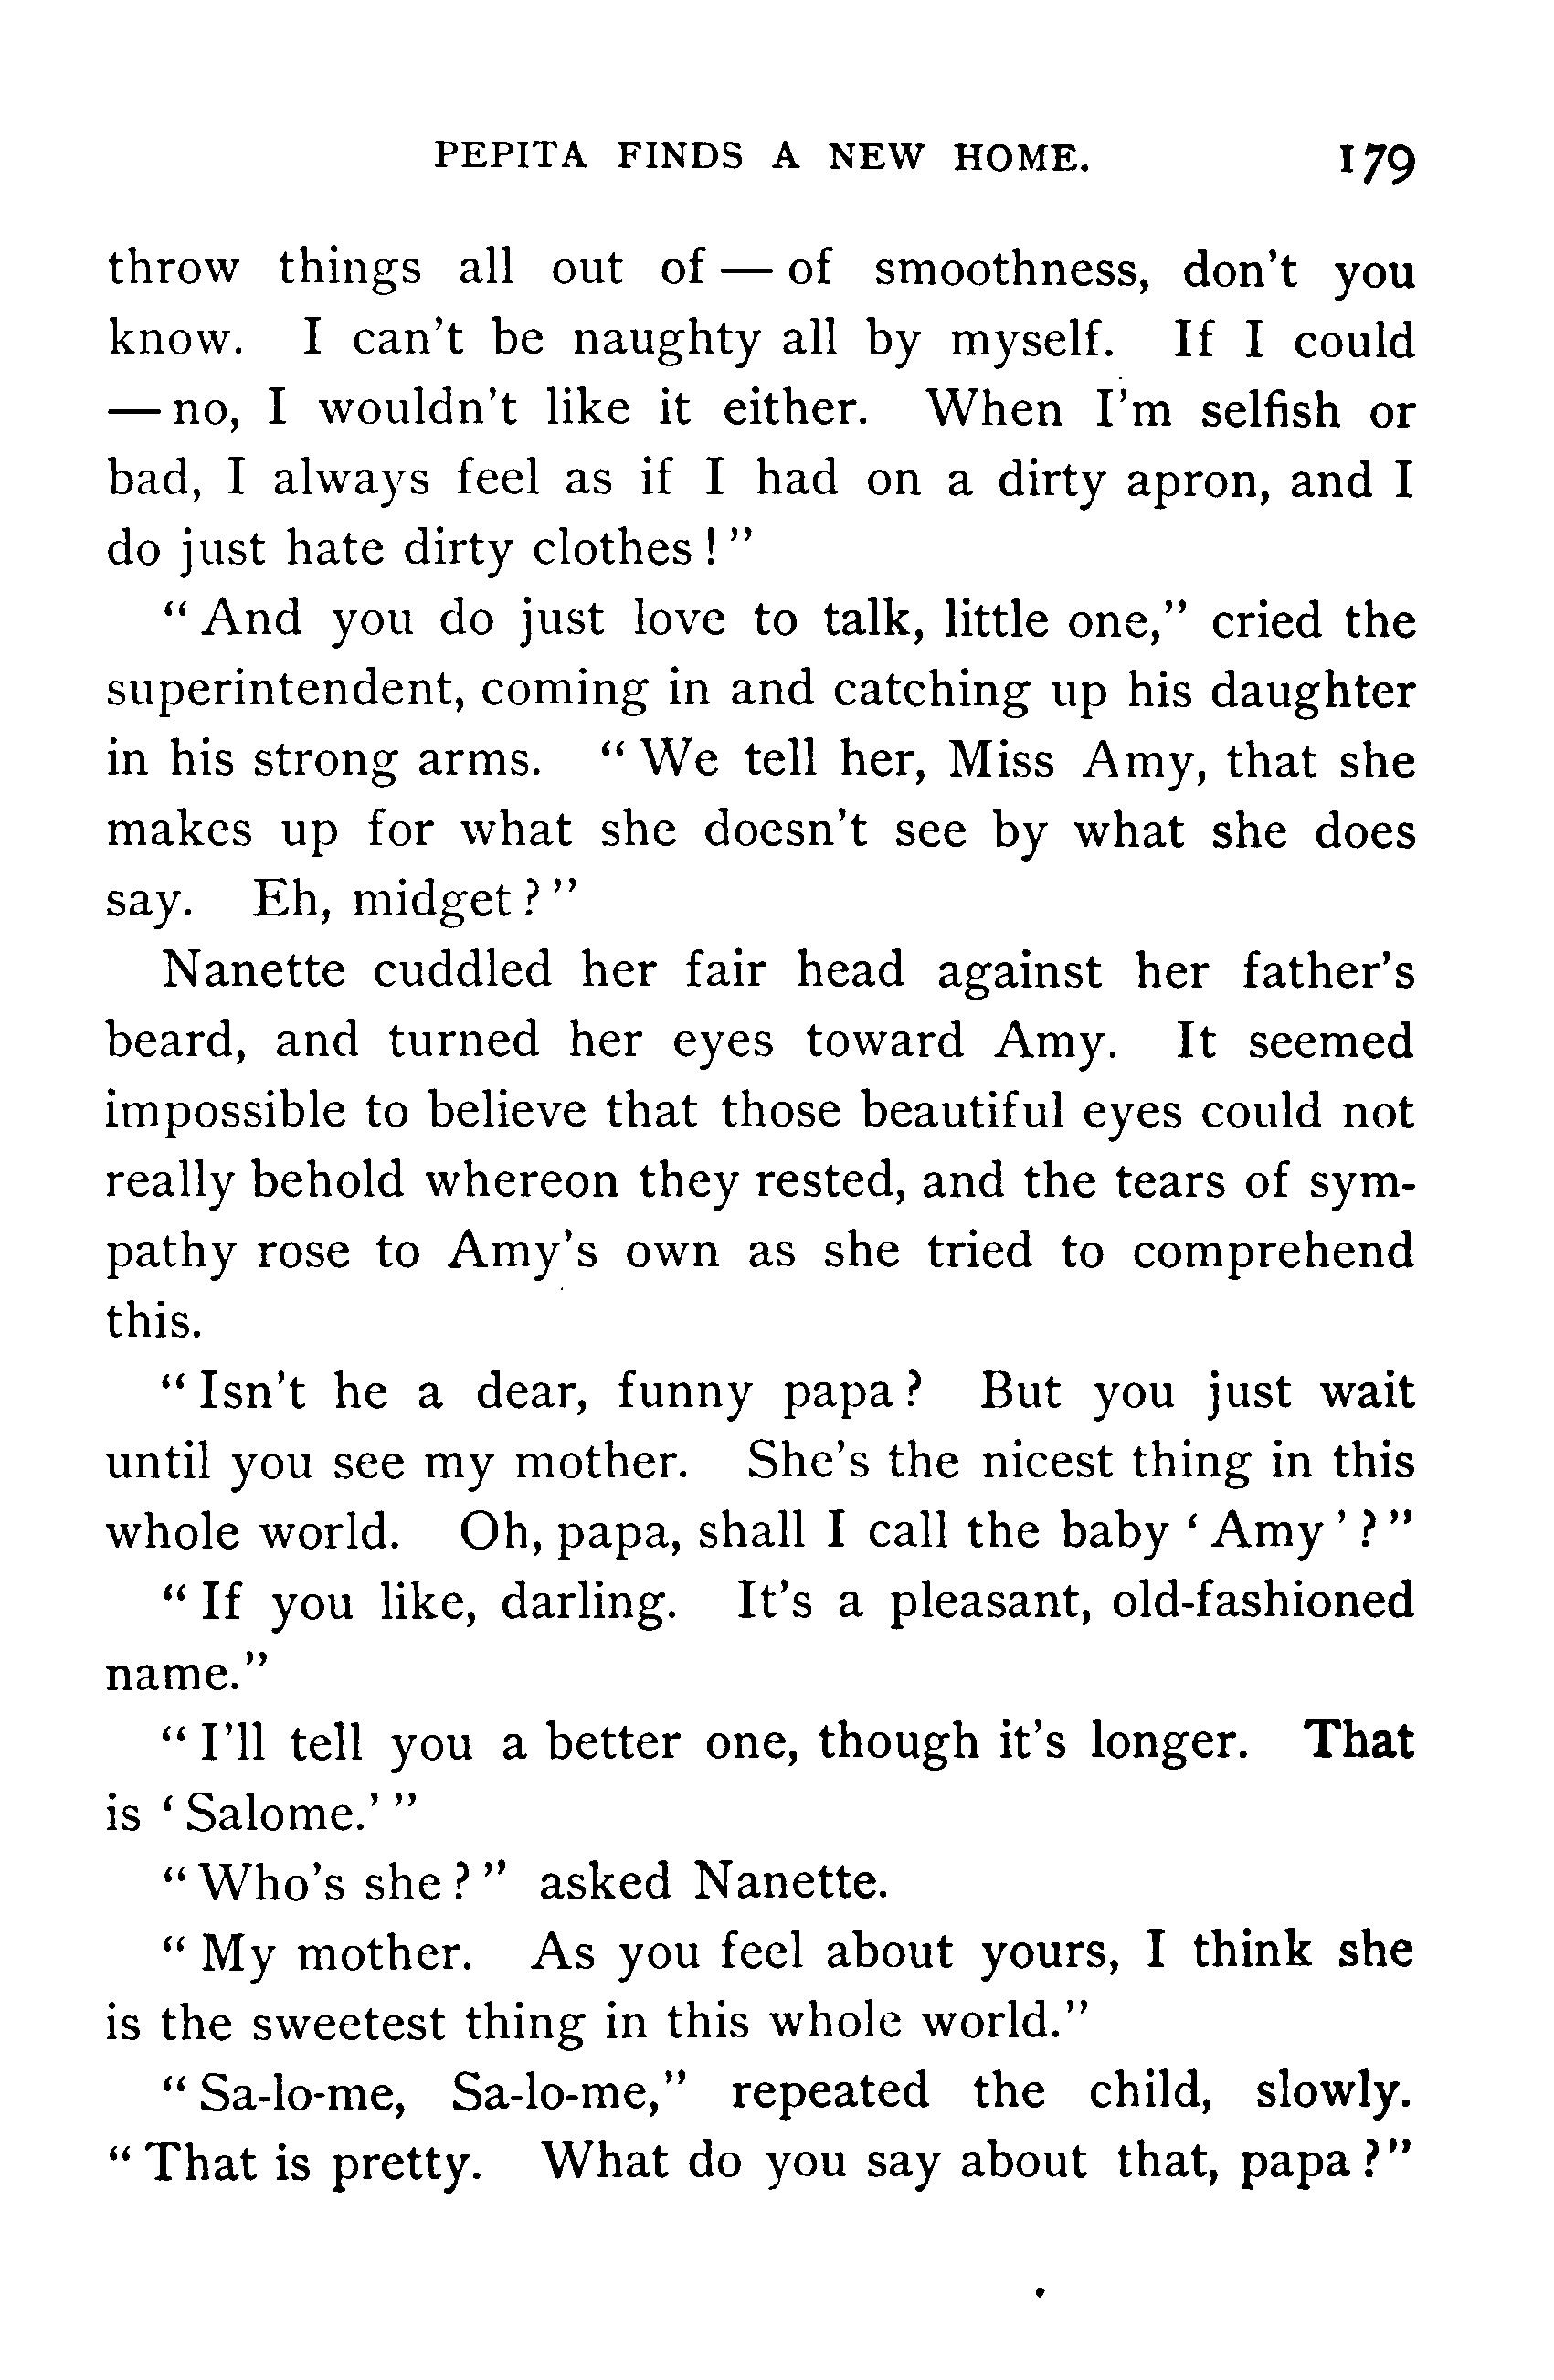 PEPITA FINDS A NEW HOME. 179
throw things all out of — of smoothness, don't you
know. I can't be naughty all by myself. If I could
— no, I wouldn't like it either. When I'm selfish or
bad, I always feel as if I had on a dirty apron, and I
do just hate dirty clothes!"
"And you do just love to talk, little one," cried the
superintendent, coming in and catching up his daughter
in his strong arms. "We tell her, Miss Amy, that she
makes up for what she doesn't see by what she does
say. Eh, midget?"
Nanette cuddled her fair head against her father's
beard, and turned her eyes toward Amy. It seemed
impossible to believe that those beautiful eyes could not
really behold whereon they rested, and the tears of sym-
pathy rose to Amy's own as she tried to comprehend
this.
"Isn't he a dear, funny papa? But you just wait
until you see my mother. She's the nicest thing in this
whole world. Oh, papa, shall I call the baby 'Amy'?"
"If you like, darling. It's a pleasant, old-fashioned
name."
"I'll tell you a better one, though it's longer. That
is 'Salome.'"
"Who's she?" asked Nanette.
"My mother. As you feel about yours, I think she
is the sweetest thing in this whole world."
"Sa-lo-me, Sa-lo-me," repeated the child, slowly.
"That is pretty. What do you say about that, papa?"